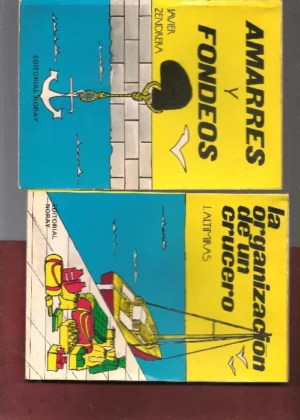 AMARRES
Y
FONDEOS
JAVIER
ZENDRERA
EDITORIAL NORAY
la
organización
de un
crucero
J. ALTIMIRAS
EDITORIAL
NORAY